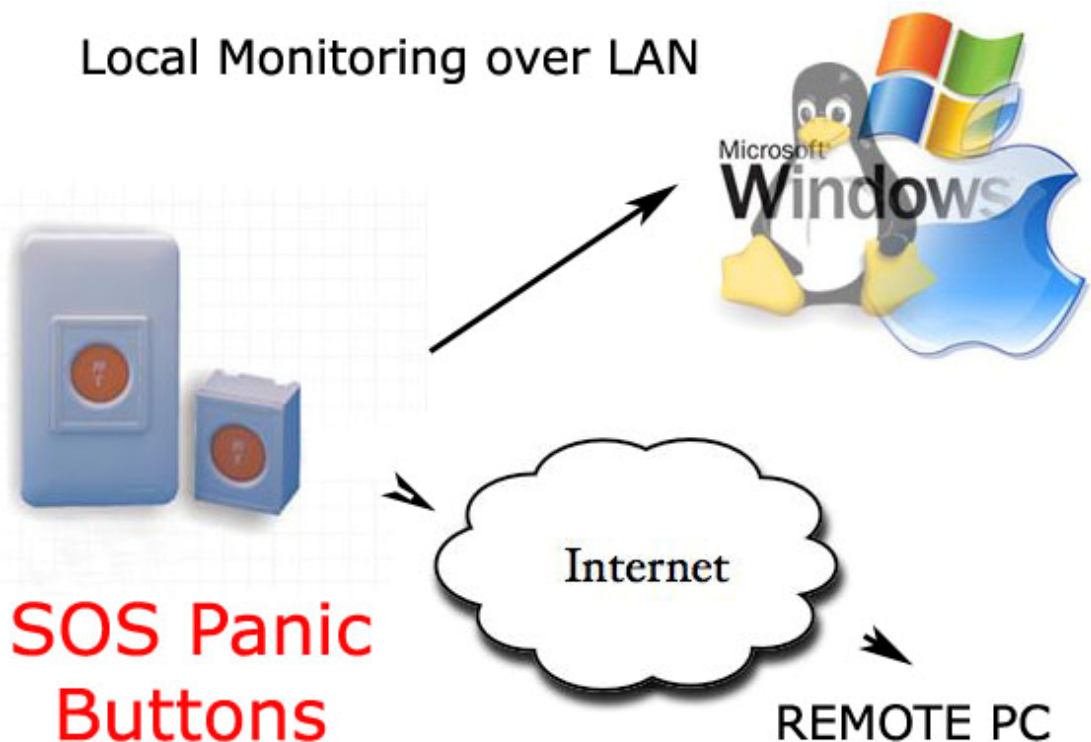 Local Monitoring over LAN
Microsoft
Windows
Internet
SOS Panic
Buttons
REMOTE PC